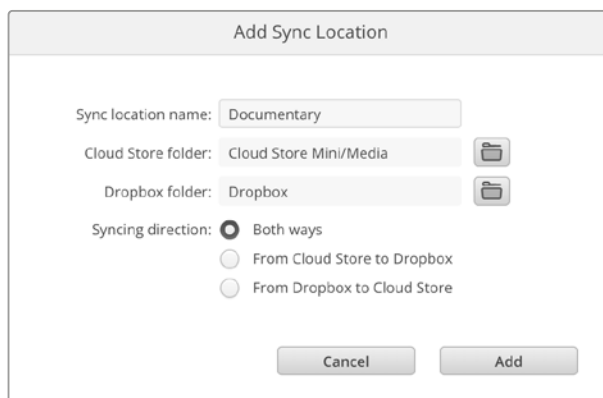 Add Sync Location
Sync location name: Documentary
Cloud Store folder: Cloud Store Mini/Media
Dropbox folder: Dropbox
Syncing direction: Both ways
From Cloud Store to Dropbox
From Dropbox to Cloud Store
Cancel Add